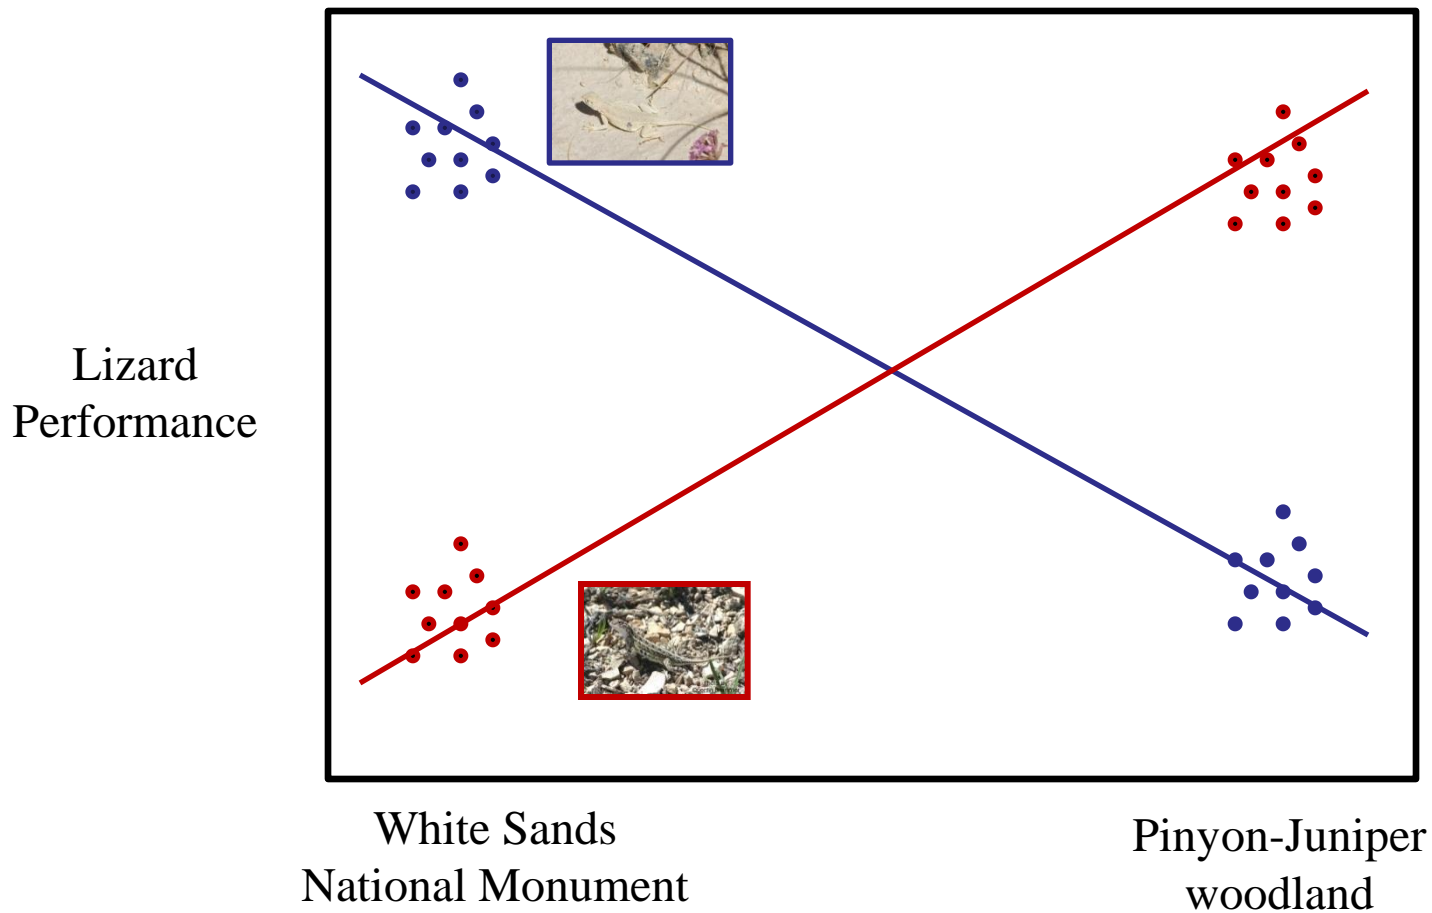 Lizard
Performance
White Sands
National Monument
Pinyon-Juniper
woodland